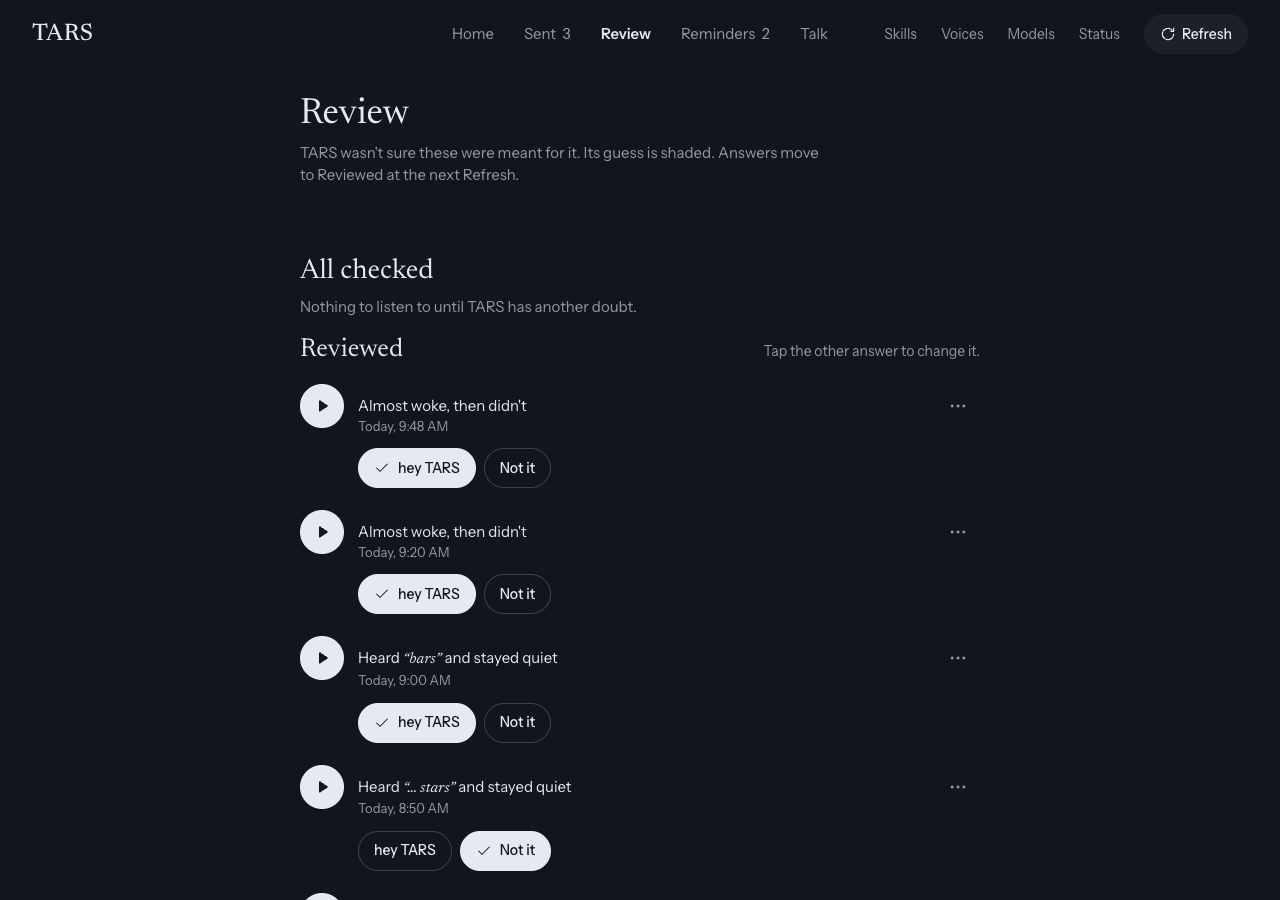 TARS
Home Sent 3 Review Reminders 2 Talk Skills Voices Models Status Refresh
Review
TARS wasn't sure these were meant for it. Its guess is shaded. Answers move
to Reviewed at the next Refresh.
All checked
Nothing to listen to until TARS has another doubt.
Reviewed
Tap the other answer to change it.
Almost woke, then didn't
Today, 9:48 AM
hey TARS Not it
Almost woke, then didn't
Today, 9:20 AM
hey TARS Not it
Heard “bars” and stayed quiet
Today, 9:00 AM
hey TARS Not it
Heard “... stars” and stayed quiet
Today, 8:50 AM
hey TARS Not it